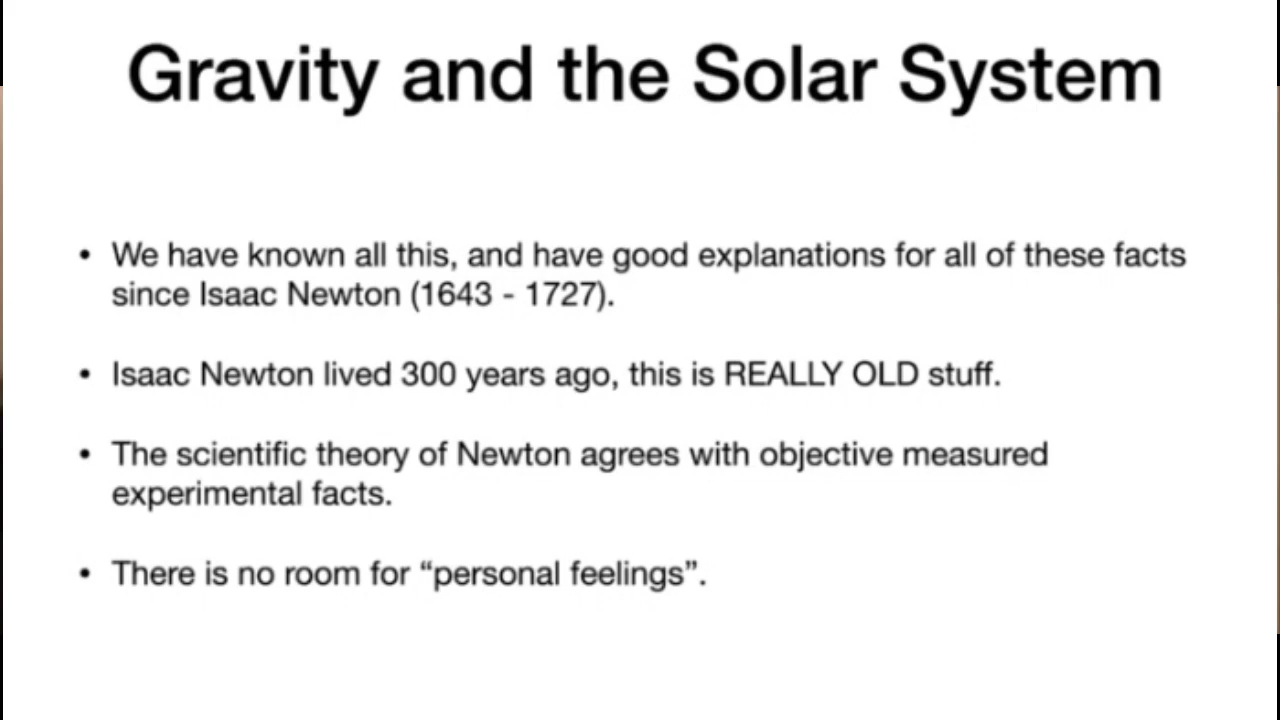 Gravity and the Solar System
• We have known all this, and have good explanations for all of these facts
since Isaac Newton (1643 - 1727).
• Isaac Newton lived 300 years ago, this is REALLY OLD stuff.
• The scientific theory of Newton agrees with objective measured
experimental facts.
• There is no room for “personal feelings”.